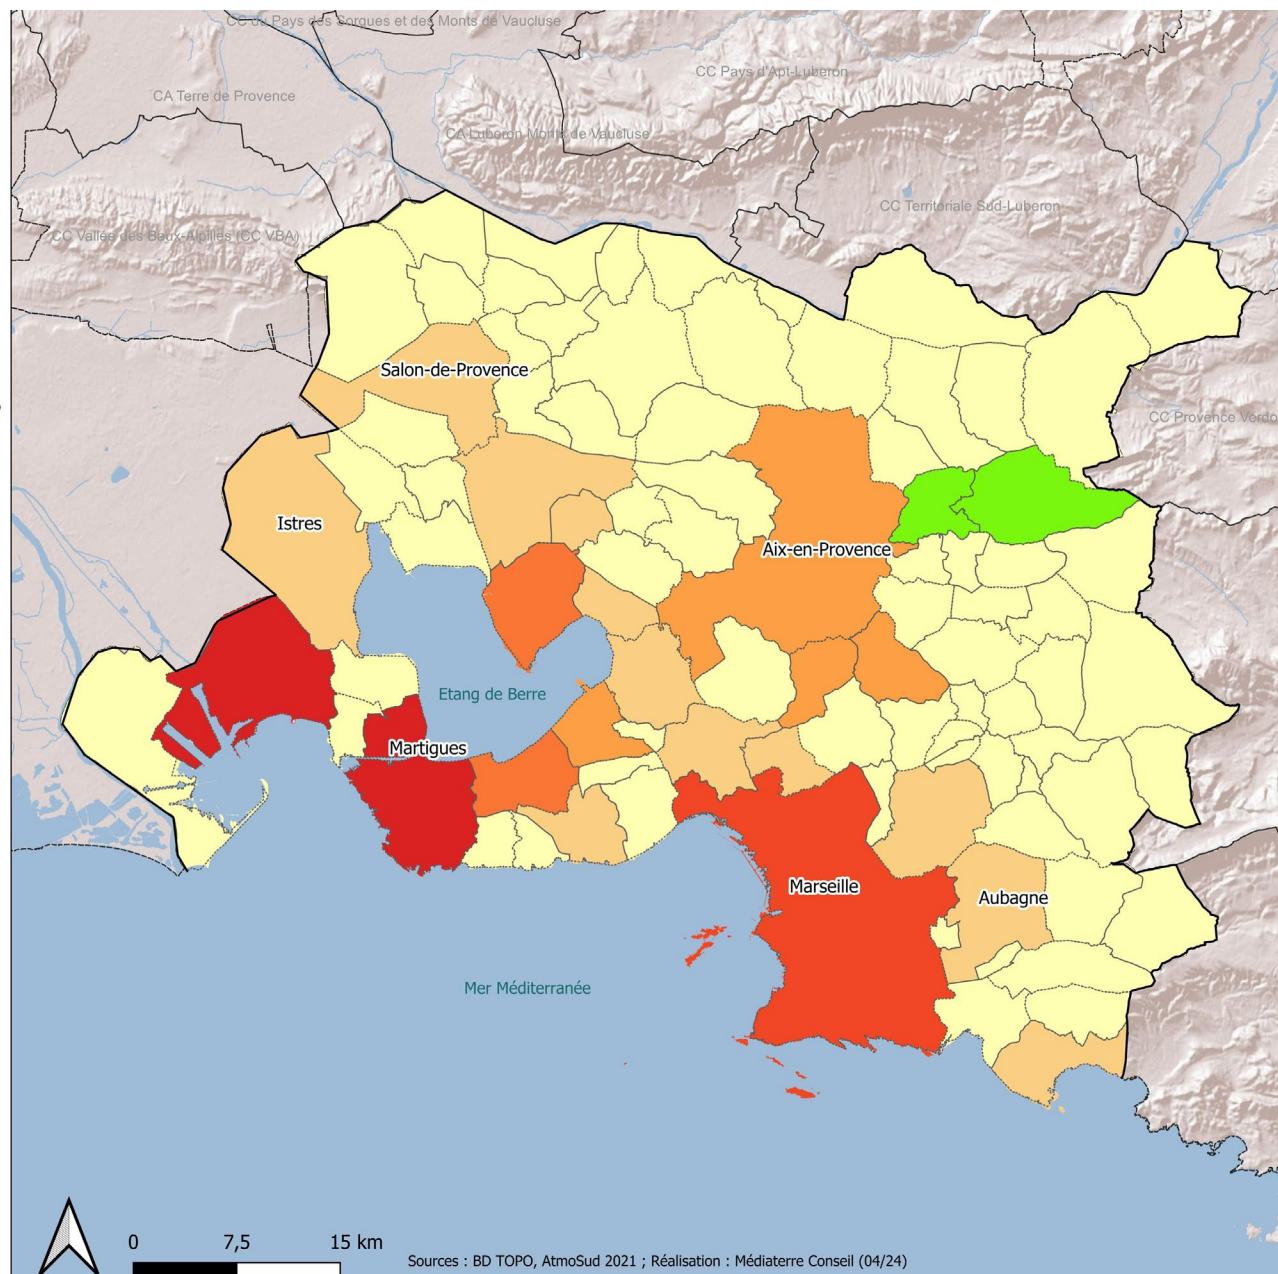 CC du Pays des Sorgues et des Monts de Vaucluse
CC Pays d'Apt-Luberon
CA Terre de Provence
CA Luberon Monts de Vaucluse
CC Territoriale Sud-Luberon
CC Vallée des Baux-Alpilles (CC VBA)
Salon-de-Provence
CC Provence Verdo
Istres
Aix-en-Provence
Etang de Berre
Martigues
Marseille
Aubagne
Mer Méditerranée
0 7,5 15 km
Sources : BD TOPO, AtmoSud 2021 ; Réalisation : Médiaterre Conseil (04/24)